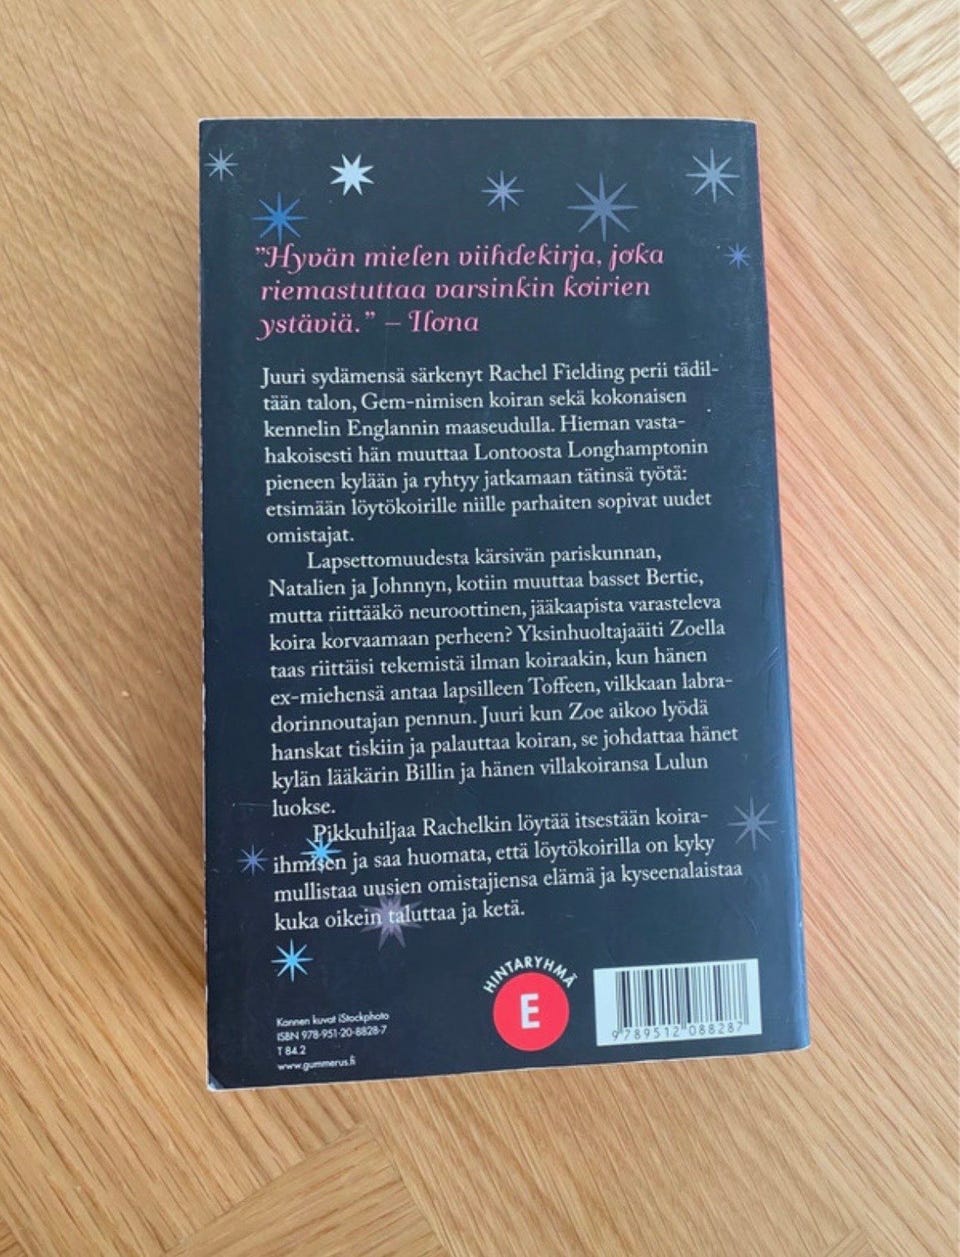 "Hyvän mielen viihdekirja, joka
riemastuttaa varsinkin koirien
ystäviä." – Ilona
Juuri sydämensä särkenyt Rachel Fielding perii tädil-
tään talon, Gem-nimisen koiran sekä kokonaisen
kennelin Englannin maaseudulla. Hieman vasta-
hakoisesti hän muuttaa Lontoosta Longhamptonin
pieneen kylään ja ryhtyy jatkamaan tätinsä työtä:
etsimään löytökoirille niille parhaiten sopivat uudet
omistajat.
Lapsettomuudesta kärsivän pariskunnan,
Natalien ja Johnnyn, kotiin muuttaa basset Bertie,
mutta riittääkö neuroottinen, jääkaapista varasteleva
koira korvaamaan perheen? Yksinhuoltajaäiti Zoella
taas riittäisi tekemistä ilman koiraakin, kun hänen
ex-miehensä antaa lapsilleen Toffeen, vilkkaan labra-
dorinnoutajan pennun. Juuri kun Zoe aikoo lyödä
hanskat tiskiin ja palauttaa koiran, se johdattaa hänet
kylän lääkärin Billin ja hänen villakoiransa Lulun
luokse.
Pikkuhiljaa Rachelkin löytää itsestään koira-
ihmisen ja saa huomata, että löytökoirilla on kyky
mullistaa uusien omistajiensa elämä ja kyseenalaistaa
kuka oikein taluttaa ja ketä.
HINTARYHMÄ
E
Kannen kuvat iStockphoto
ISBN 978-951-20-8828-7
T 84.2
www.gummerus.fi
9789512 088287